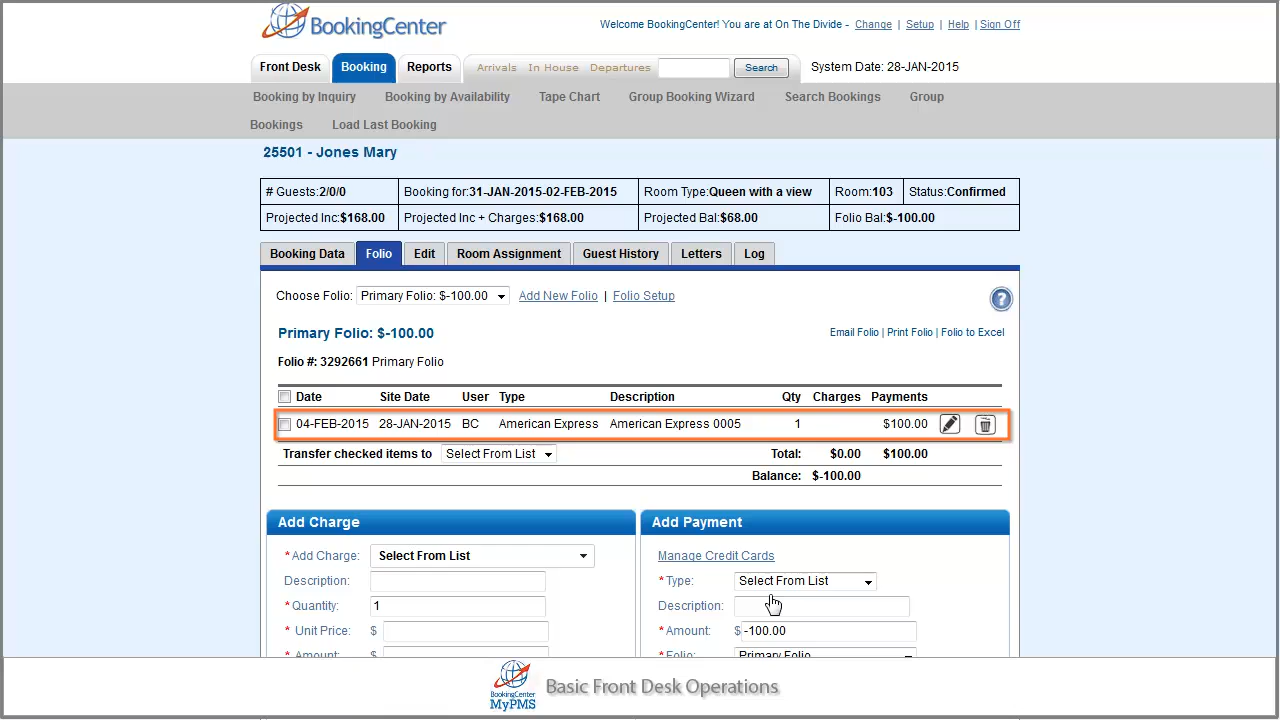 BookingCenter
Welcome BookingCenter! You are at On The Divide - Change | Setup | Help | Sign Off
Front Desk Booking Reports Arrivals In House Departures Search System Date: 28-JAN-2015
Booking by Inquiry Booking by Availability Tape Chart Group Booking Wizard Search Bookings Group
Bookings Load Last Booking
25501 - Jones Mary
# Guests:2/0/0 Booking for:31-JAN-2015-02-FEB-2015 Room Type:Queen with a view Room:103 Status:Confirmed
Projected Inc:$168.00 Projected Inc + Charges:$168.00 Projected Bal:$68.00 Folio Bal:$-100.00
Booking Data Folio Edit Room Assignment Guest History Letters Log
Choose Folio: Primary Folio: $-100.00 Add New Folio | Folio Setup ?
Primary Folio: $-100.00 Email Folio | Print Folio | Folio to Excel
Folio #: 3292661 Primary Folio
Date Site Date User Type Description Qty Charges Payments
04-FEB-2015 28-JAN-2015 BC American Express American Express 0005 1 $100.00
Transfer checked items to Select From List Total: $0.00 $100.00
Balance: $-100.00
Add Charge Add Payment
*Add Charge: Select From List Manage Credit Cards
Description: *Type: Select From List
*Quantity: 1 Description:
* Unit Price: $ *Amount: $ -100.00
* Amount: $ *Folio: Primary Folio
BookingCenter
MyPMS
Basic Front Desk Operations